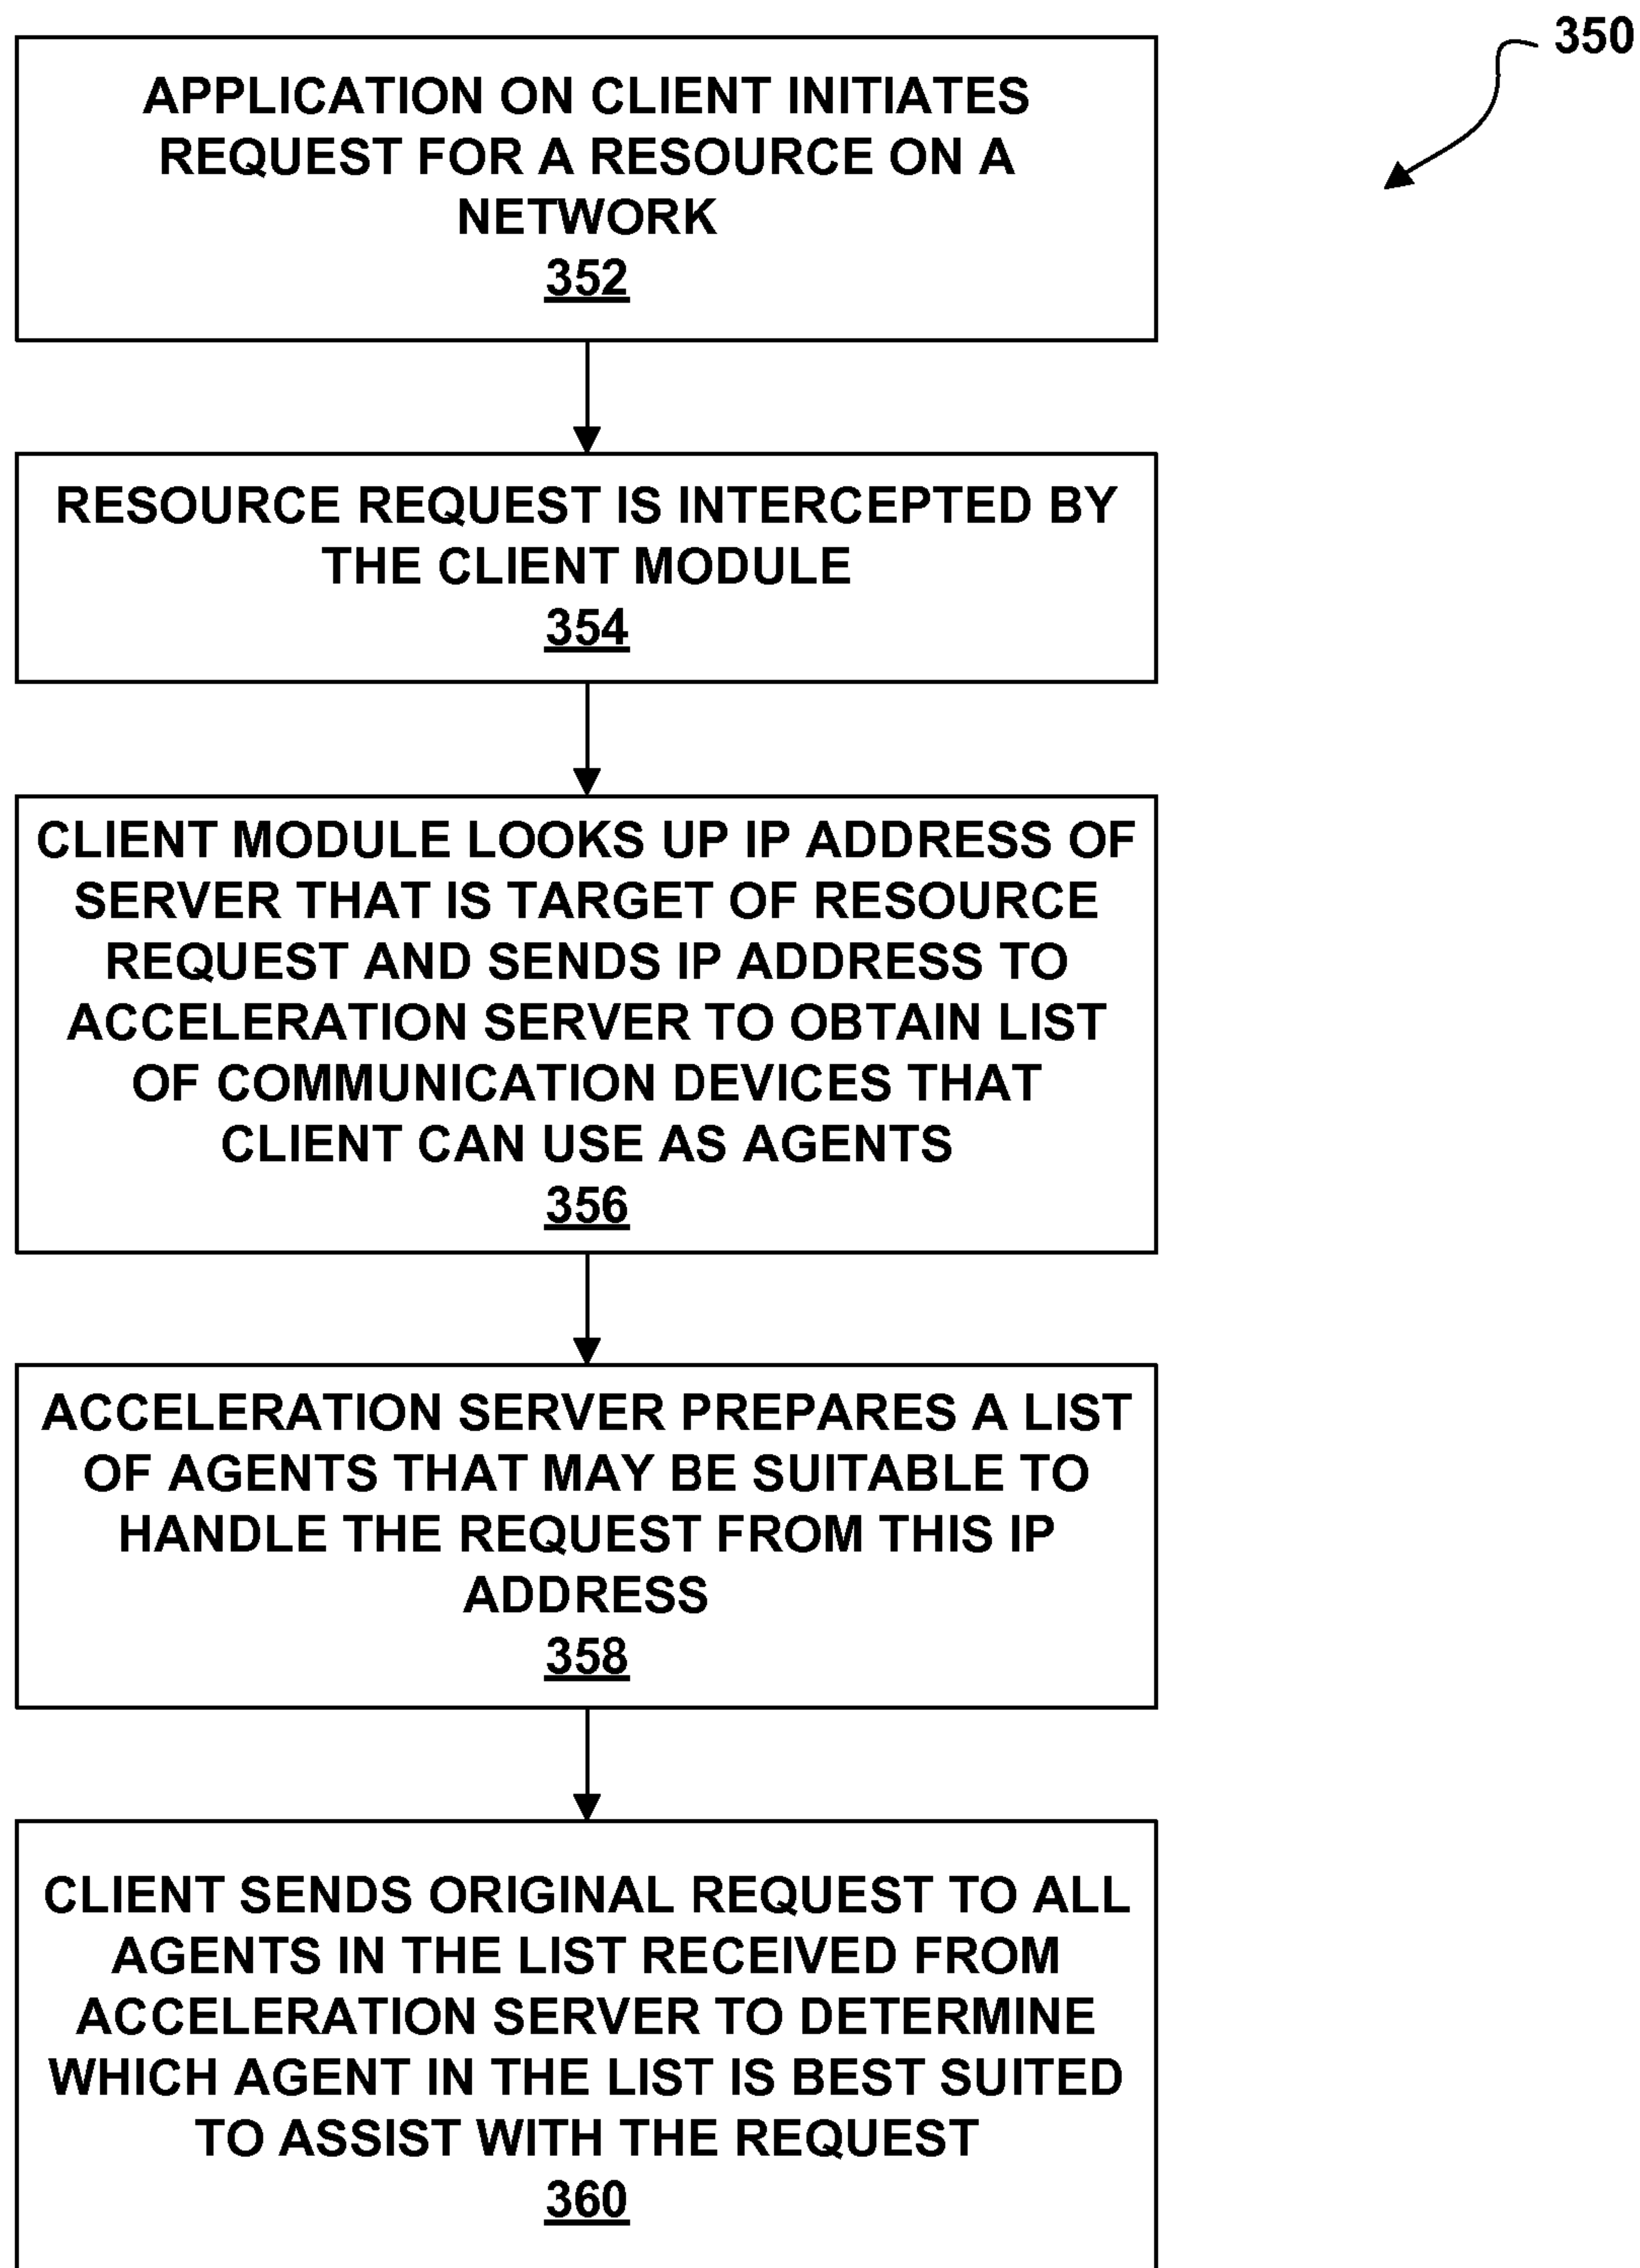 350
APPLICATION ON CLIENT INITIATES
REQUEST FOR A RESOURCE ON A
NETWORK
352
RESOURCE REQUEST IS INTERCEPTED BY
THE CLIENT MODULE
354
CLIENT MODULE LOOKS UP IP ADDRESS OF
SERVER THAT IS TARGET OF RESOURCE
REQUEST AND SENDS IP ADDRESS TO
ACCELERATION SERVER TO OBTAIN LIST
OF COMMUNICATION DEVICES THAT
CLIENT CAN USE AS AGENTS
356
ACCELERATION SERVER PREPARES A LIST
OF AGENTS THAT MAY BE SUITABLE TO
HANDLE THE REQUEST FROM THIS IP
ADDRESS
358
CLIENT SENDS ORIGINAL REQUEST TO ALL
AGENTS IN THE LIST RECEIVED FROM
ACCELERATION SERVER TO DETERMINE
WHICH AGENT IN THE LIST IS BEST SUITED
TO ASSIST WITH THE REQUEST
360